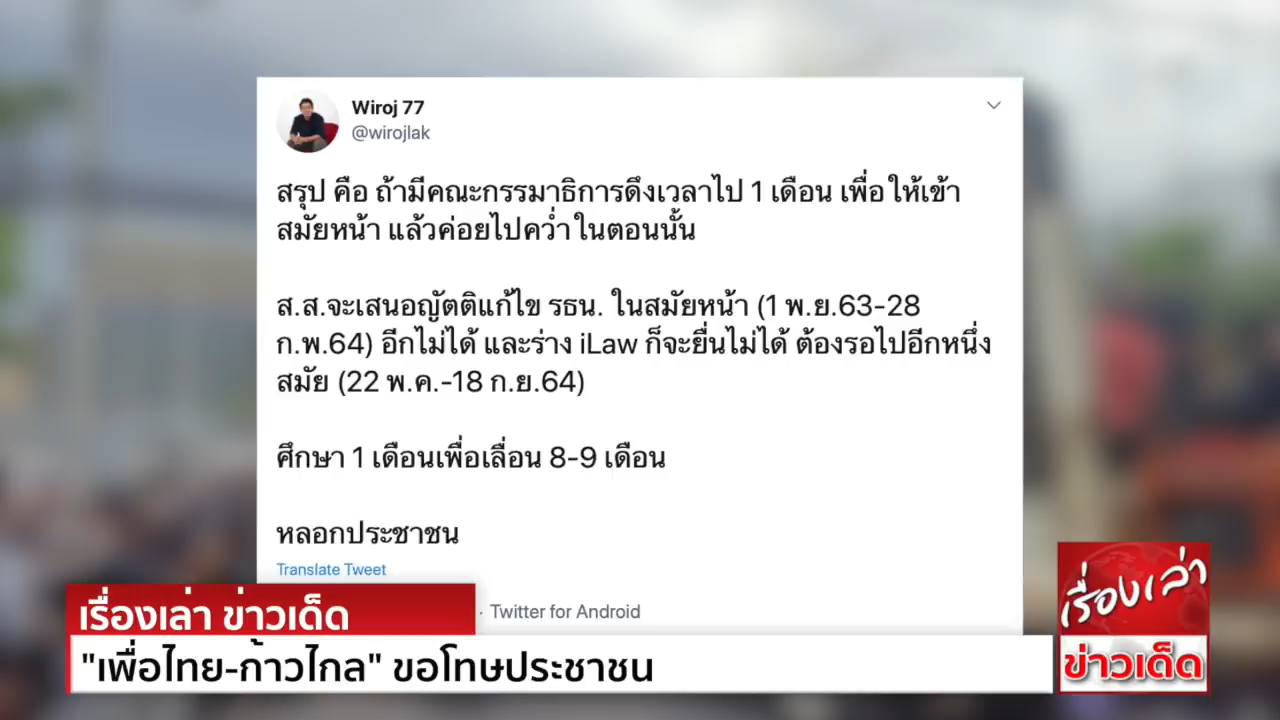 Wiroj 77
@wirojlak
สรุป คือ ถ้ามีคณะกรรมาธิการดึงเวลาไป 1 เดือน เพื่อให้เข้า
สมัยหน้า แล้วค่อยไปคว่ำในตอนนั้น
ส.ส.จะเสนอญัตติแก้ไข รธน. ในสมัยหน้า (1 พ.ย.63-28
ก.พ.64) อีกไม่ได้ และร่าง iLaw ก็จะยื่นไม่ได้ ต้องรอไปอีกหนึ่ง
สมัย (22 พ.ค.-18 ก.ย.64)
ศึกษา 1 เดือนเพื่อเลื่อน 8-9 เดือน
หลอกประชาชน
Translate Tweet
· Twitter for Android
เรื่องเล่า ข่าวเด็ด
"เพื่อไทย-ก้าวไกล" ขอโทษประชาชน
เรื่องเล่า
ข่าวเด็ด